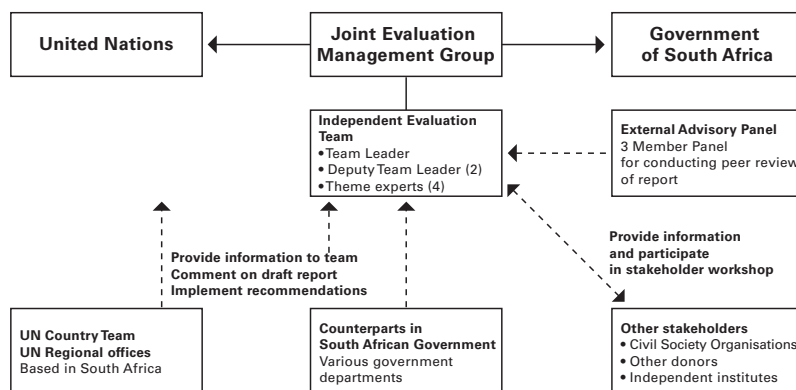 United Nations
Joint Evaluation
Management Group
Government
of South Africa
Independent Evaluation
Team
• Team Leader
• Deputy Team Leader (2)
• Theme experts (4)
External Advisory Panel
3 Member Panel
for conducting peer review
of report
Provide information to team
Comment on draft report
Implement recommendations
Provide information
and participate
in stakeholder workshop
UN Country Team
UN Regional offices
Based in South Africa
Counterparts in
South African Government
Various government
departments
Other stakeholders
• Civil Society Organisations
• Other donors
• Independent institutes